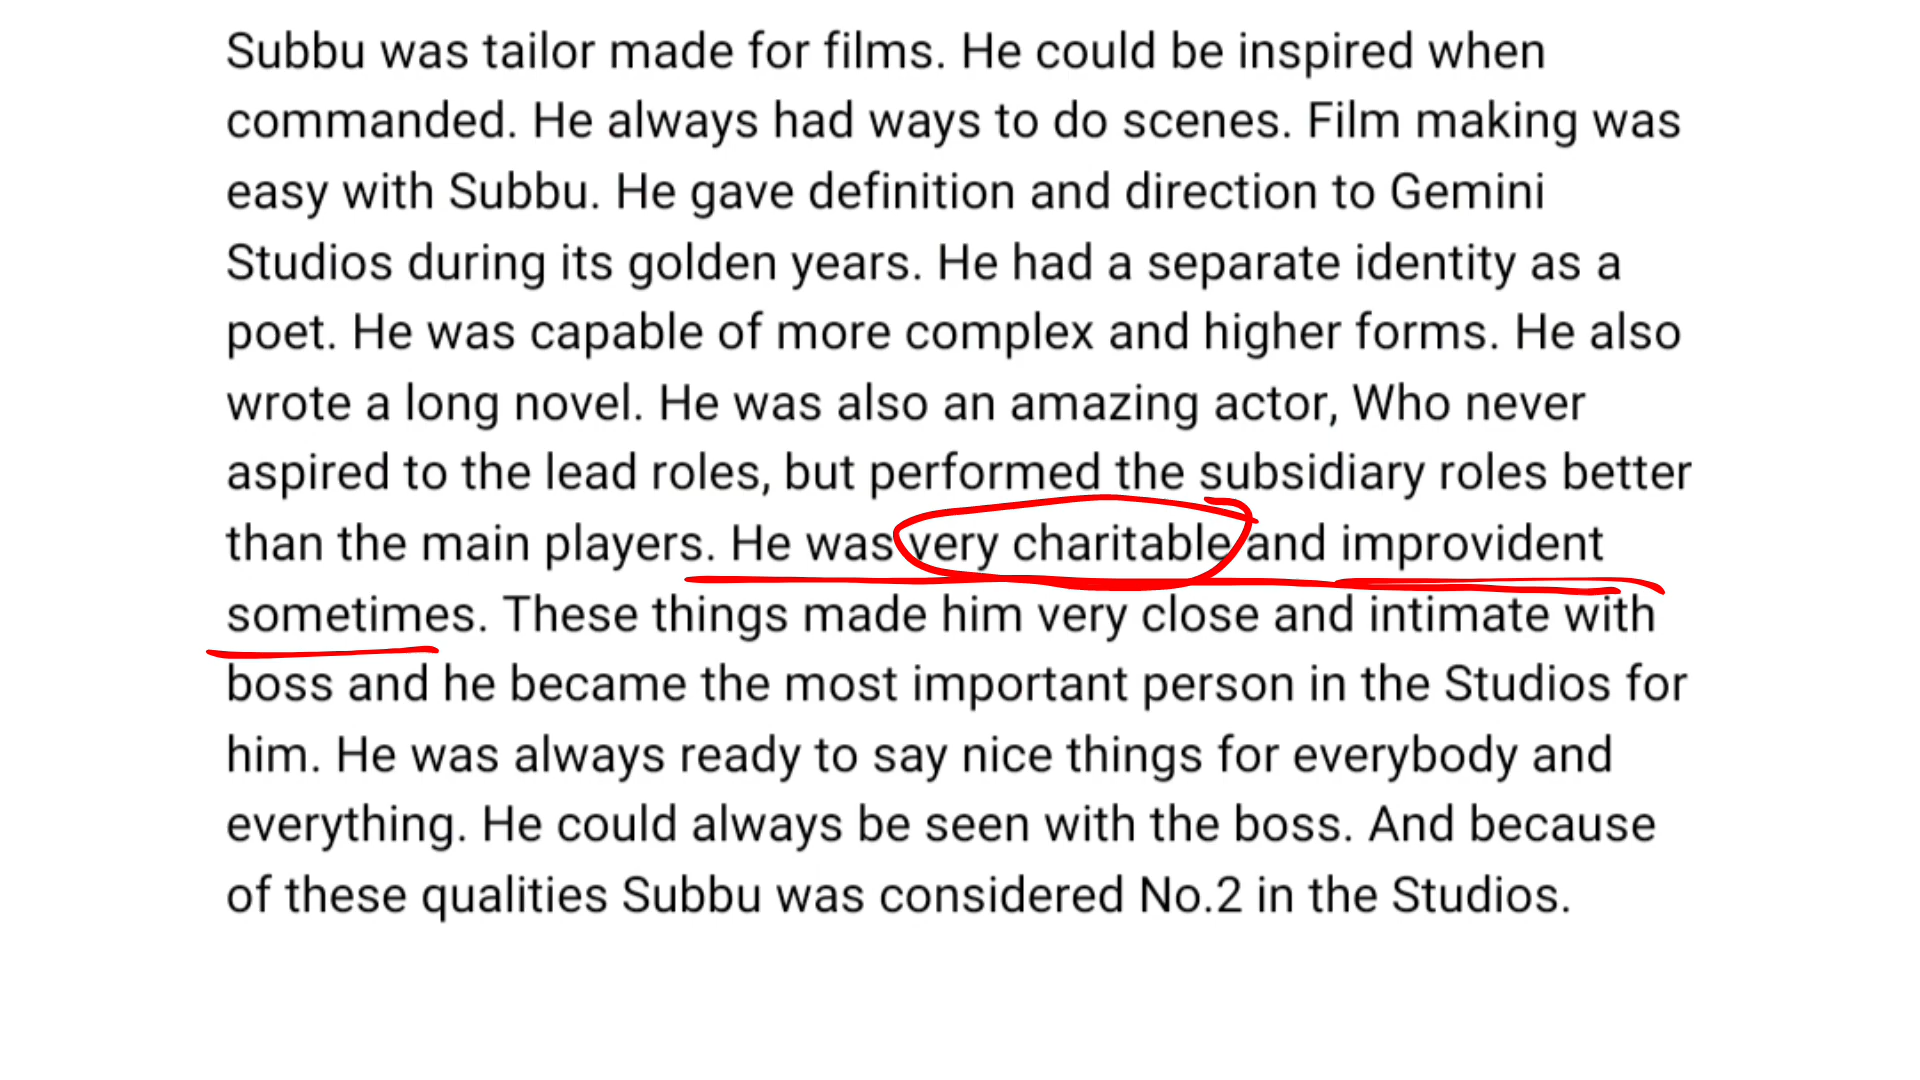 Subbu was tailor made for films. He could be inspired when
commanded. He always had ways to do scenes. Film making was
easy with Subbu. He gave definition and direction to Gemini
Studios during its golden years. He had a separate identity as a
poet. He was capable of more complex and higher forms. He also
wrote a long novel. He was also an amazing actor, Who never
aspired to the lead roles, but performed the subsidiary roles better
than the main players. He was very charitable and improvident
sometimes. These things made him very close and intimate with
boss and he became the most important person in the Studios for
him. He was always ready to say nice things for everybody and
everything. He could always be seen with the boss. And because
of these qualities Subbu was considered No.2 in the Studios.